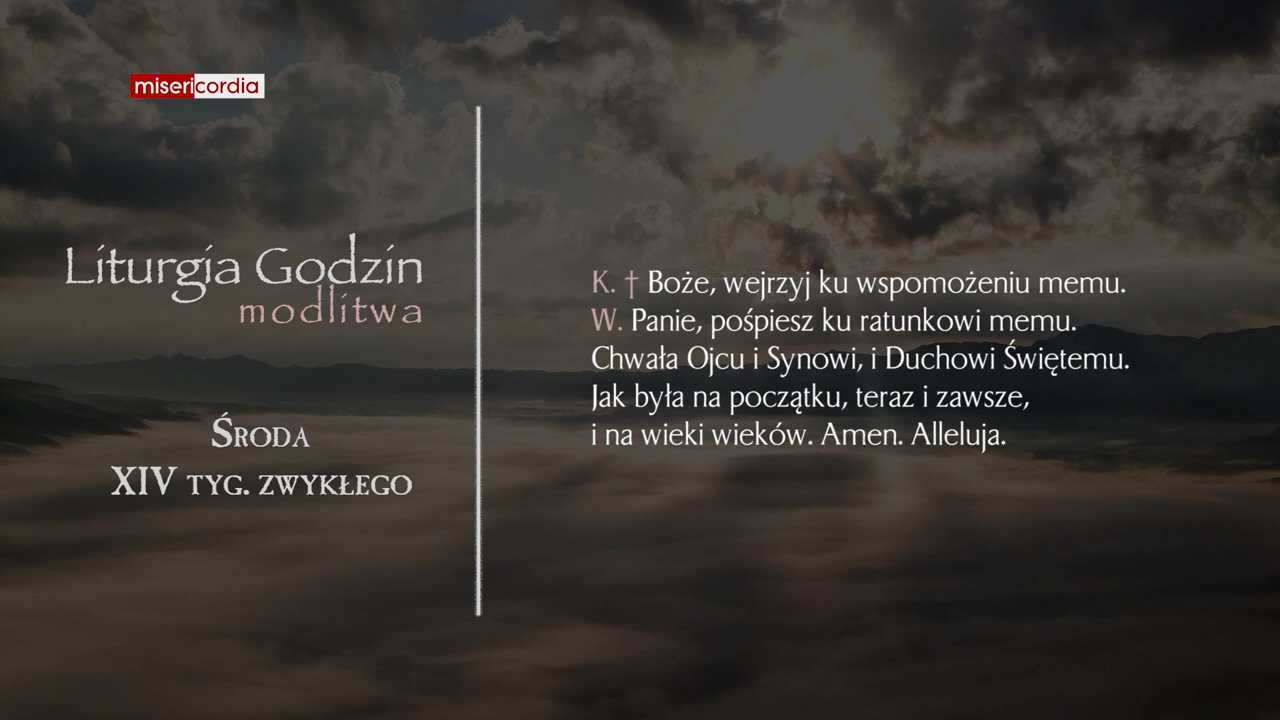 misericordia
Liturgia Godzin
modlitwa
Środa
XIV tyg. zwykłego
K. † Boże, wejrzyj ku wspomożeniu memu.
W. Panie, pośpiesz ku ratunkowi memu.
Chwała Ojcu i Synowi, i Duchowi Świętemu.
Jak była na początku, teraz i zawsze,
i na wieki wieków. Amen. Alleluja.